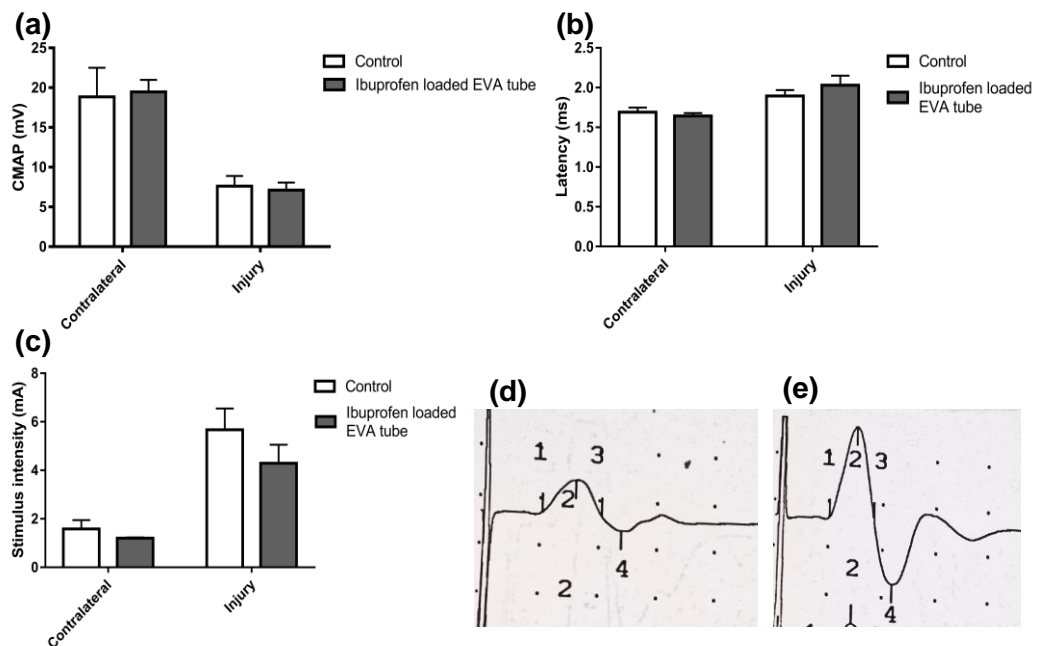 (a)
25
20
15
10
5
0
CMAP (mV)
Contralateral
Injury
Control
Ibuprofen loaded EVA tube
(b)
2.5
2.0
1.5
1.0
0.5
0.0
Latency (ms)
Contralateral
Injury
Control
Ibuprofen loaded
EVA tube
(c)
8
6
4
2
0
Stimulus intensity (mA)
Contralateral
Injury
Control
Ibuprofen loaded
EVA tube
(d)
1 3
2
4
2
(e)
1 2 3
2
4